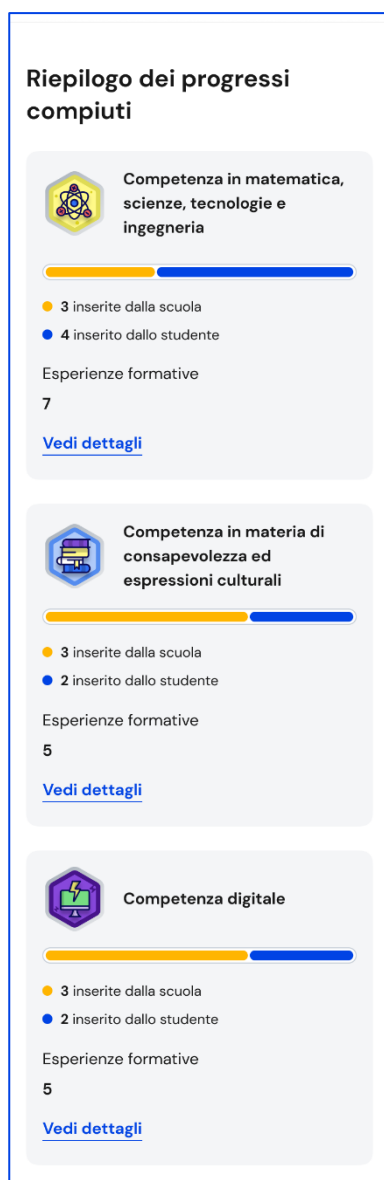 Riepilogo dei progressi
compiuti
Competenza in matematica,
scienze, tecnologie e
ingegneria
3 inserite dalla scuola
4 inserito dallo studente
Esperienze formative
7
Vedi dettagli
Competenza in materia di
consapevolezza ed
espressioni culturali
3 inserite dalla scuola
2 inserito dallo studente
Esperienze formative
5
Vedi dettagli
Competenza digitale
3 inserite dalla scuola
2 inserito dallo studente
Esperienze formative
5
Vedi dettagli